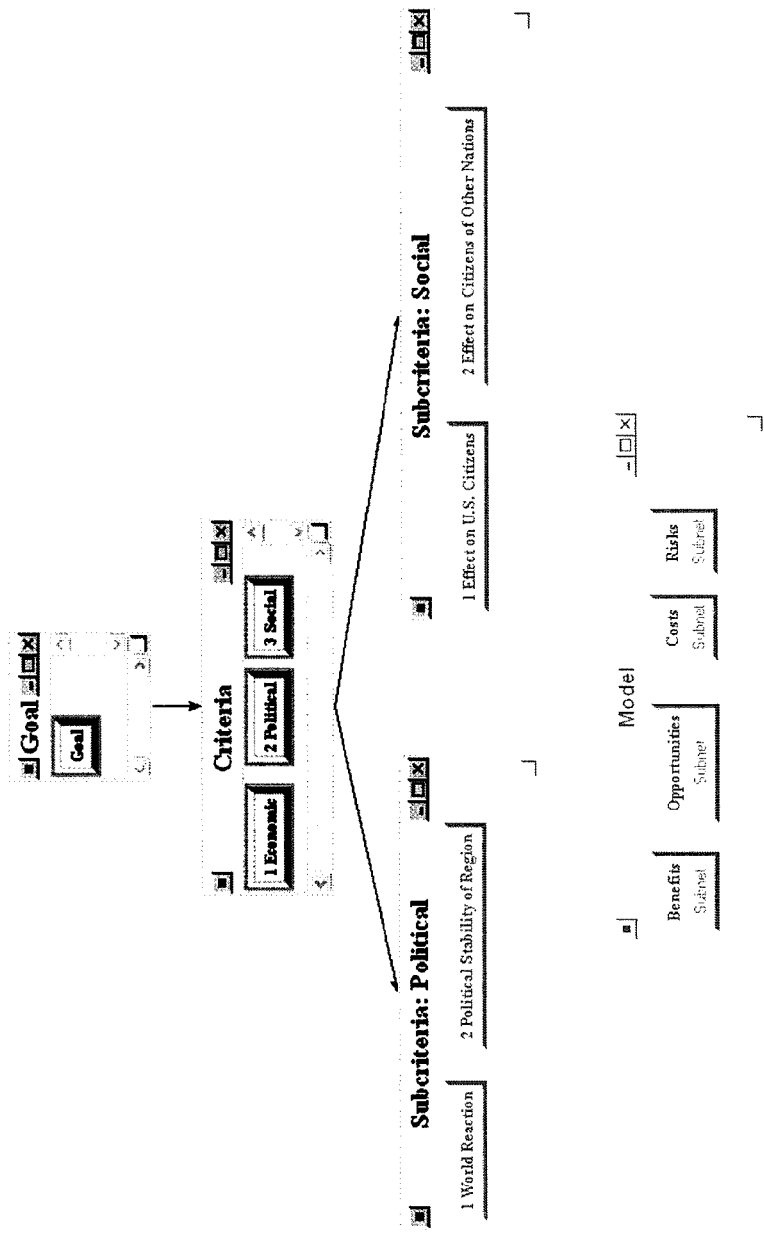 Goal
Goal
Criteria
1 Economic
2 Political
3 Social
Subcriteria: Political
1 World Reaction
2 Political Stability of Region
Subcriteria: Social
1 Effect on U.S. Citizens
2 Effect on Citizens of Other Nations
Model
Benefits
Subnet
Opportunities
Subnet
Costs
Subnet
Risks
Subnet